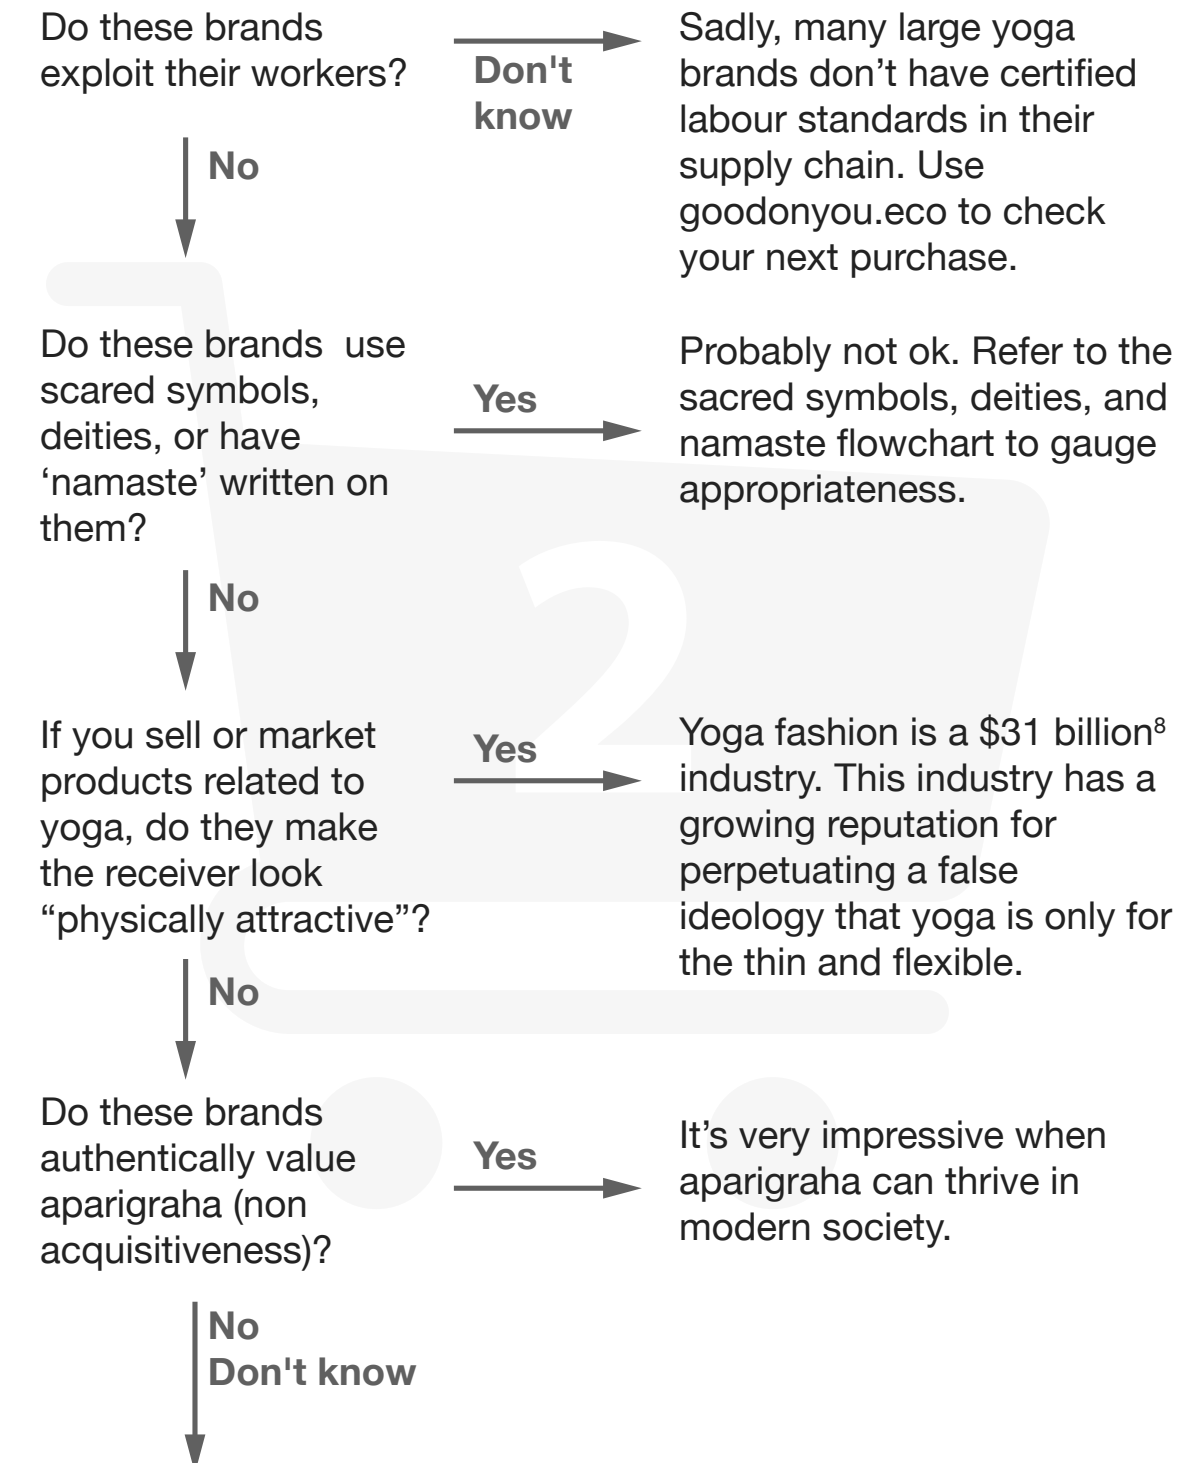 Do these brands
exploit their workers?
Don't
know
Sadly, many large yoga
brands don’t have certified
labour standards in their
supply chain. Use
goodonyou.eco to check
your next purchase.
No
Do these brands  use
scared symbols,
deities, or have
‘namaste’ written on
them?
Yes
Probably not ok. Refer to the
sacred symbols, deities, and
namaste flowchart to gauge
appropriateness.
No
2
If you sell or market
products related to
yoga, do they make
the receiver look
“physically attractive”?
Yes
Yoga fashion is a $31 billion⁸
industry. This industry has a
growing reputation for
perpetuating a false
ideology that yoga is only for
the thin and flexible.
No
Do these brands
authentically value
aparigraha (non
acquisitiveness)?
Yes
It’s very impressive when
aparigraha can thrive in
modern society.
No
Don't know